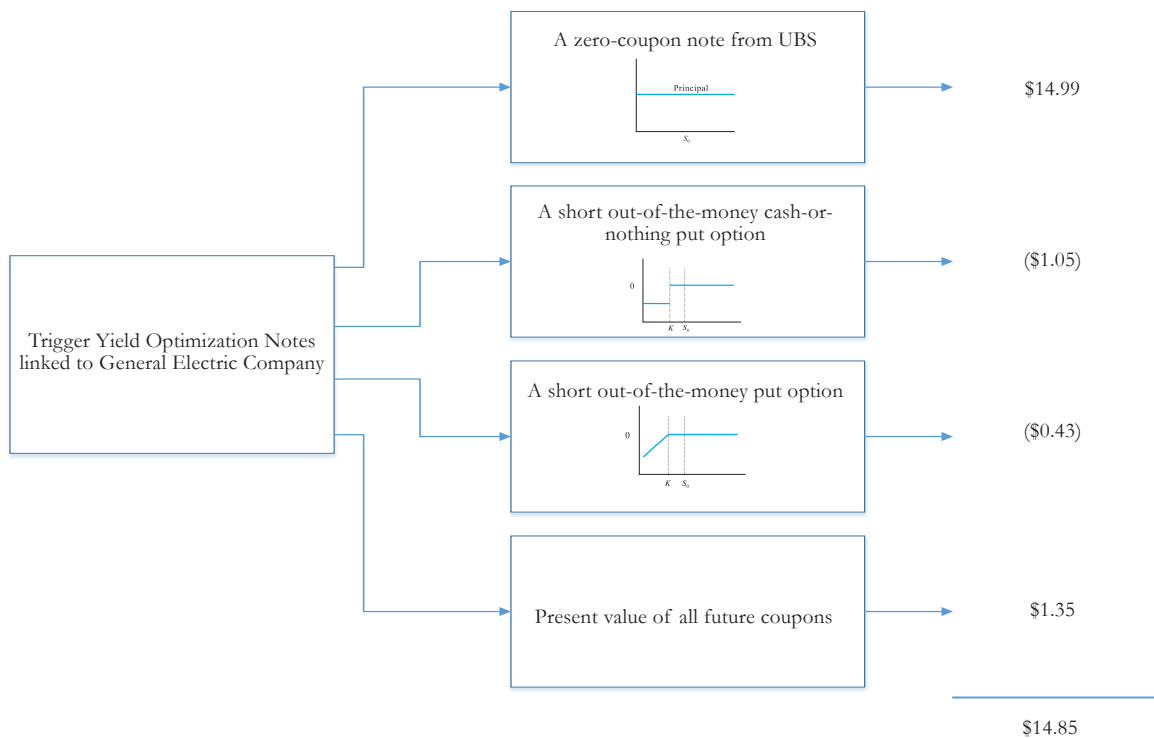 A zero-coupon note from UBS
Principal
S0
$14.99
A short out-of-the-money cash-or-
nothing put option
0
K
S0
($1.05)
Trigger Yield Optimization Notes
linked to General Electric Company
A short out-of-the-money put option
0
K
S0
($0.43)
Present value of all future coupons
$1.35
$14.85